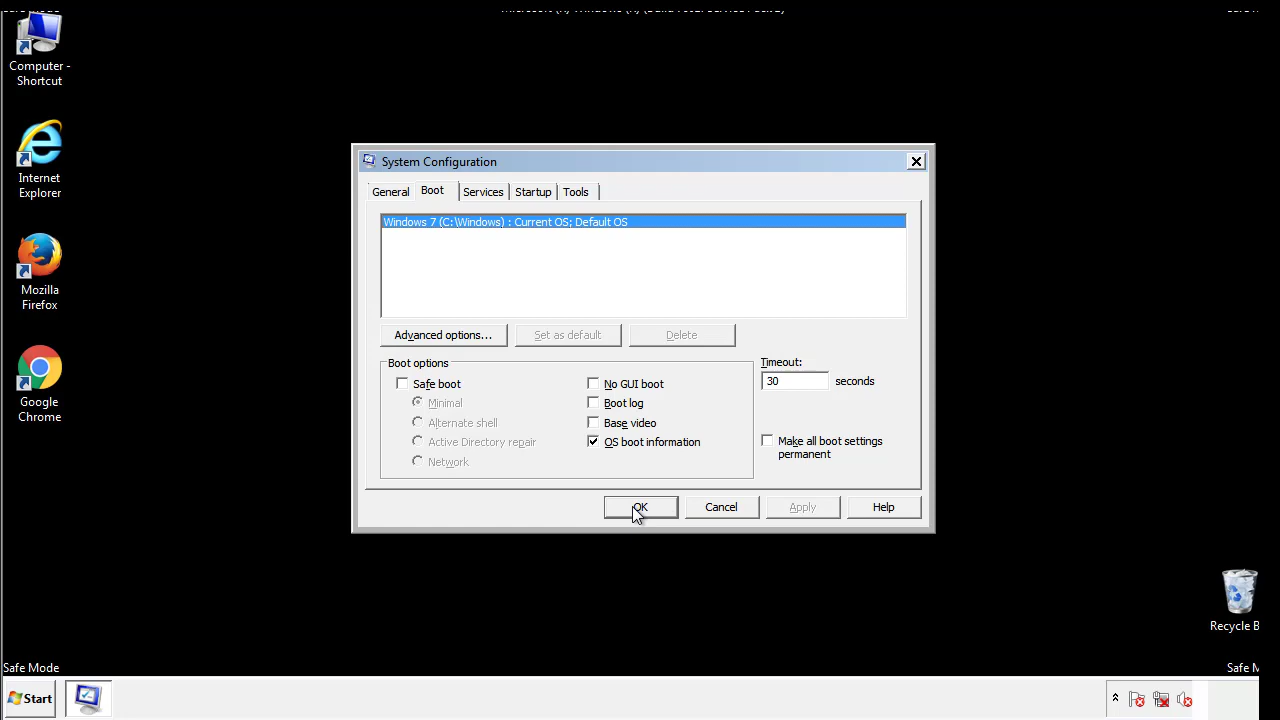 Computer -
Shortcut
Internet
Explorer
Mozilla
Firefox
Google
Chrome
System Configuration
General
Boot
Services
Startup
Tools
Windows 7 (C:\Windows) : Current OS; Default OS
Advanced options...
Set as default
Delete
Boot options
Safe boot
Minimal
Alternate shell
Active Directory repair
Network
No GUI boot
Boot log
Base video
OS boot information
Timeout:
30 seconds
Make all boot settings
permanent
OK
Cancel
Apply
Help
Recycle B
Safe Mode
Safe M
Start